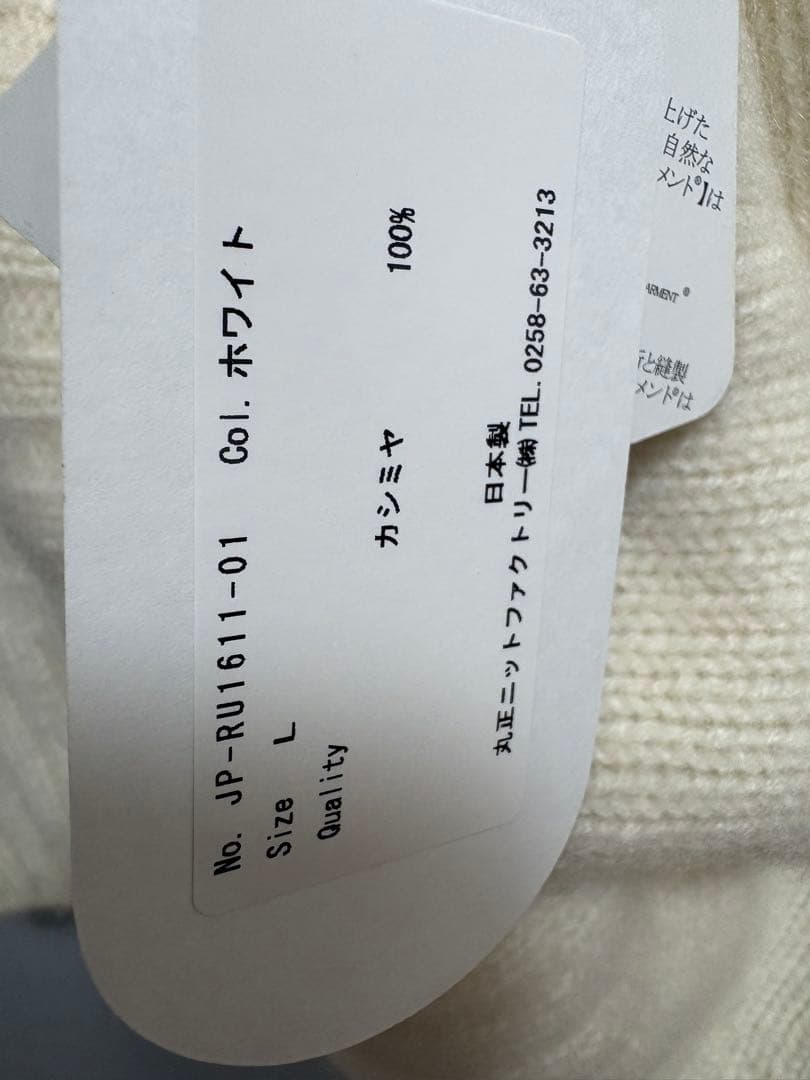 No. JP-RU1611-01 Col. ホワイト
Size L
Quality
カシミヤ 100%
日本製
丸正ニットファクトリー㈱ TEL. 0258-63-3213
上げた
自然な
メント®】は
ARMENT®
と縫製
メント®は